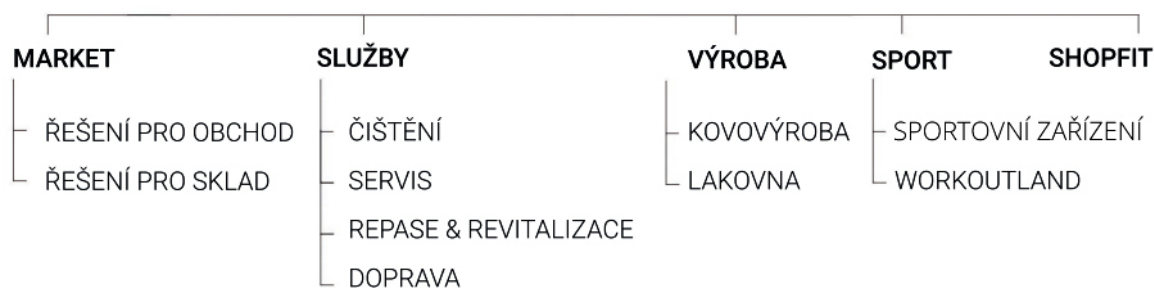 MARKET
ŘEŠENÍ PRO OBCHOD
ŘEŠENÍ PRO SKLAD
SLUŽBY
ČIŠTĚNÍ
SERVIS
REPASE & REVITALIZACE
DOPRAVA
VÝROBA
KOVOVÝROBA
LAKOVNA
SPORT
SPORTOVNÍ ZAŘÍZENÍ
WORKOUTLAND
SHOPFIT